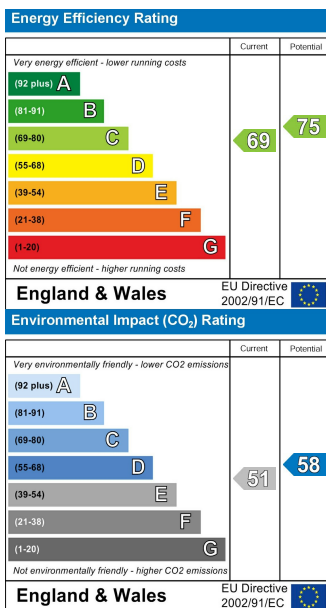 Energy Efficiency Rating
Current Potential
Very energy efficient - lower running costs
(92 plus) A
(81-91) B
(69-80) C
(55-68) D
(39-54) E
(21-38) F
(1-20) G
69
75
Not energy efficient - higher running costs
England & Wales
EU Directive
2002/91/EC
Environmental Impact (CO₂) Rating
Current Potential
Very environmentally friendly - lower CO2 emissions
(92 plus) A
(81-91) B
(69-80) C
(55-68) D
(39-54) E
(21-38) F
(1-20) G
51
58
Not environmentally friendly - higher CO2 emissions
England & Wales
EU Directive
2002/91/EC